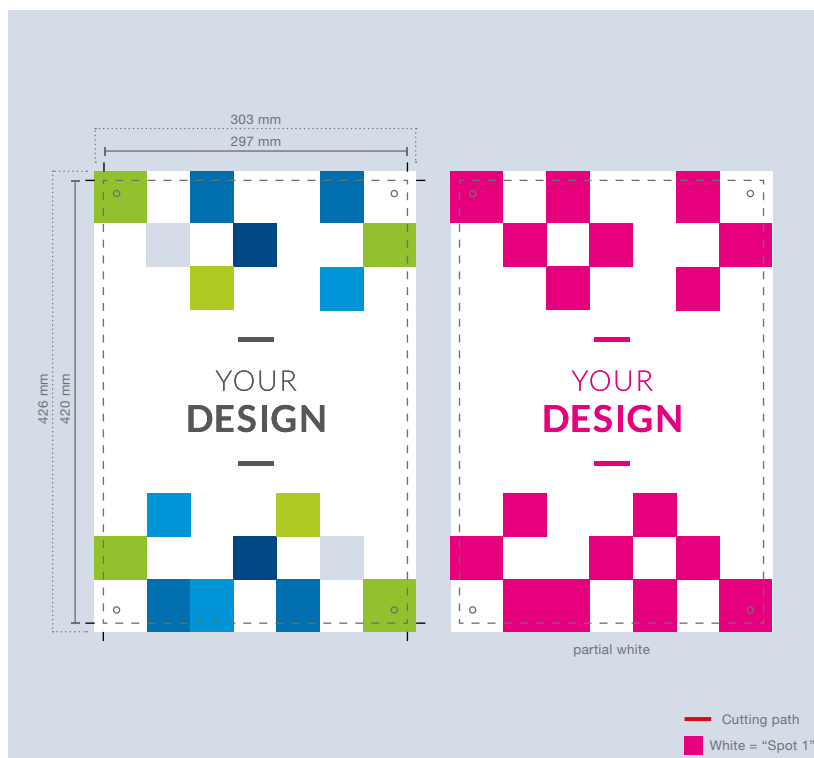 303 mm
297 mm
426 mm
420 mm
YOUR
DESIGN
YOUR
DESIGN
partial white
Cutting path
White = “Spot 1”